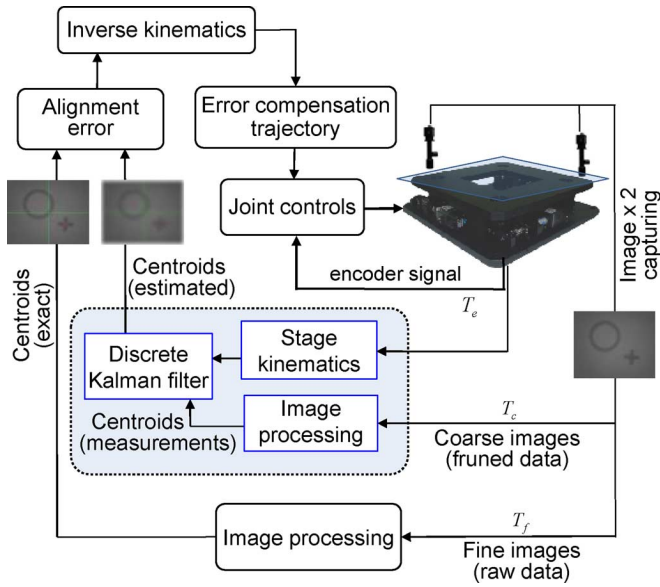 Inverse kinematics
Alignment
error
Error compensation
trajectory
Joint controls
Image x 2
capturing
encoder signal
T_e
Centroids
(exact)
Centroids
(estimated)
Discrete
Kalman filter
Stage
kinematics
Centroids
(measurements)
Image
processing
T_c
Coarse images
(fruned data)
Image processing
T_f
Fine images
(raw data)